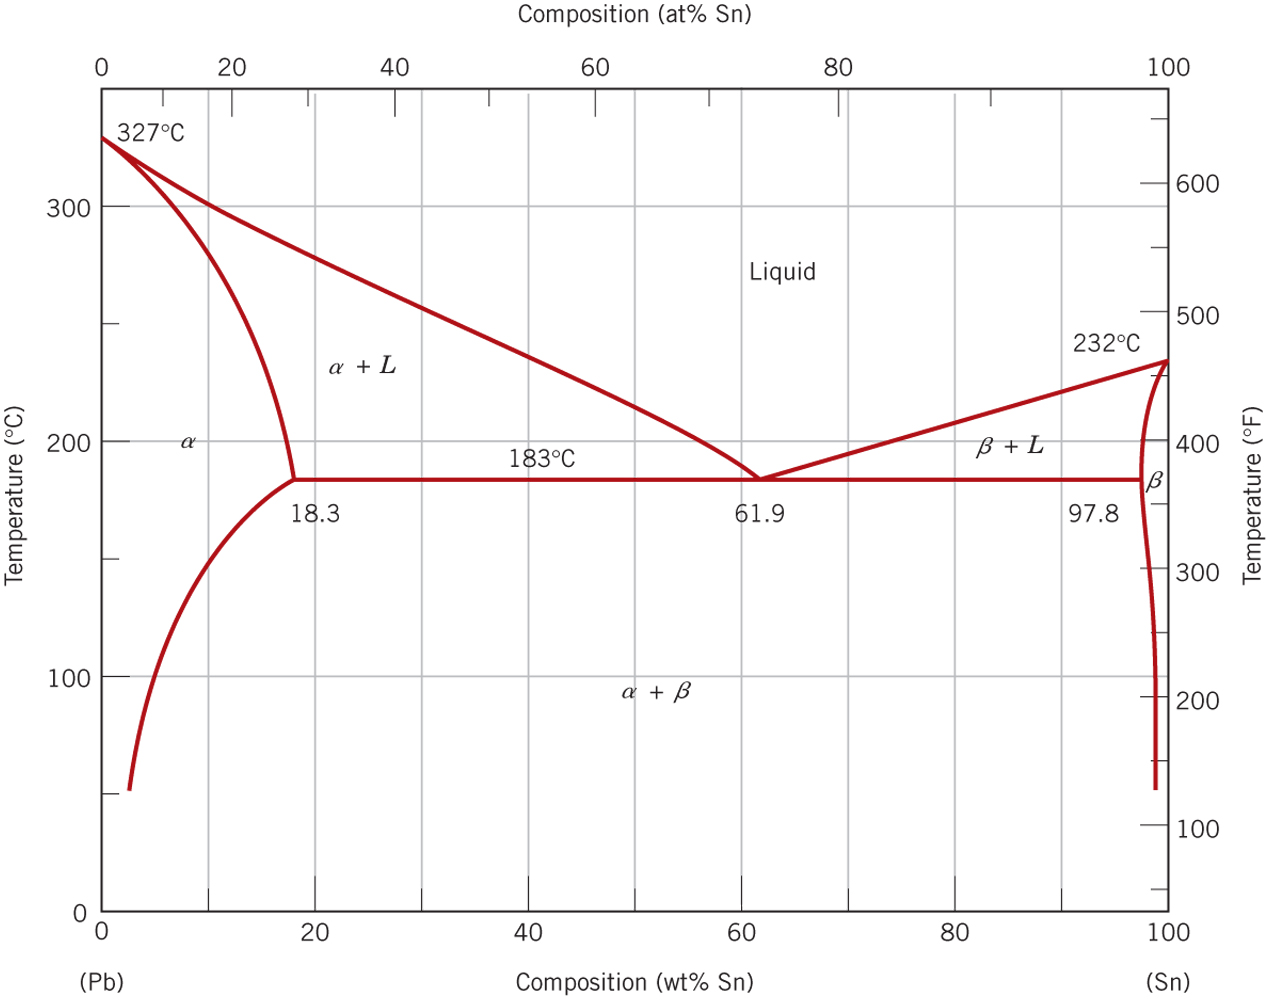 Composition (at% Sn)
0 20 40 60 80 100
327°C
600
300
Liquid
500
232°C
α + L
Temperature (°C)
α
200
183°C
β + L
400
Temperature (°F)
β
18.3
61.9
97.8
300
100
α + β
200
100
0
0 20 40 60 80 100
(Pb)
Composition (wt% Sn)
(Sn)